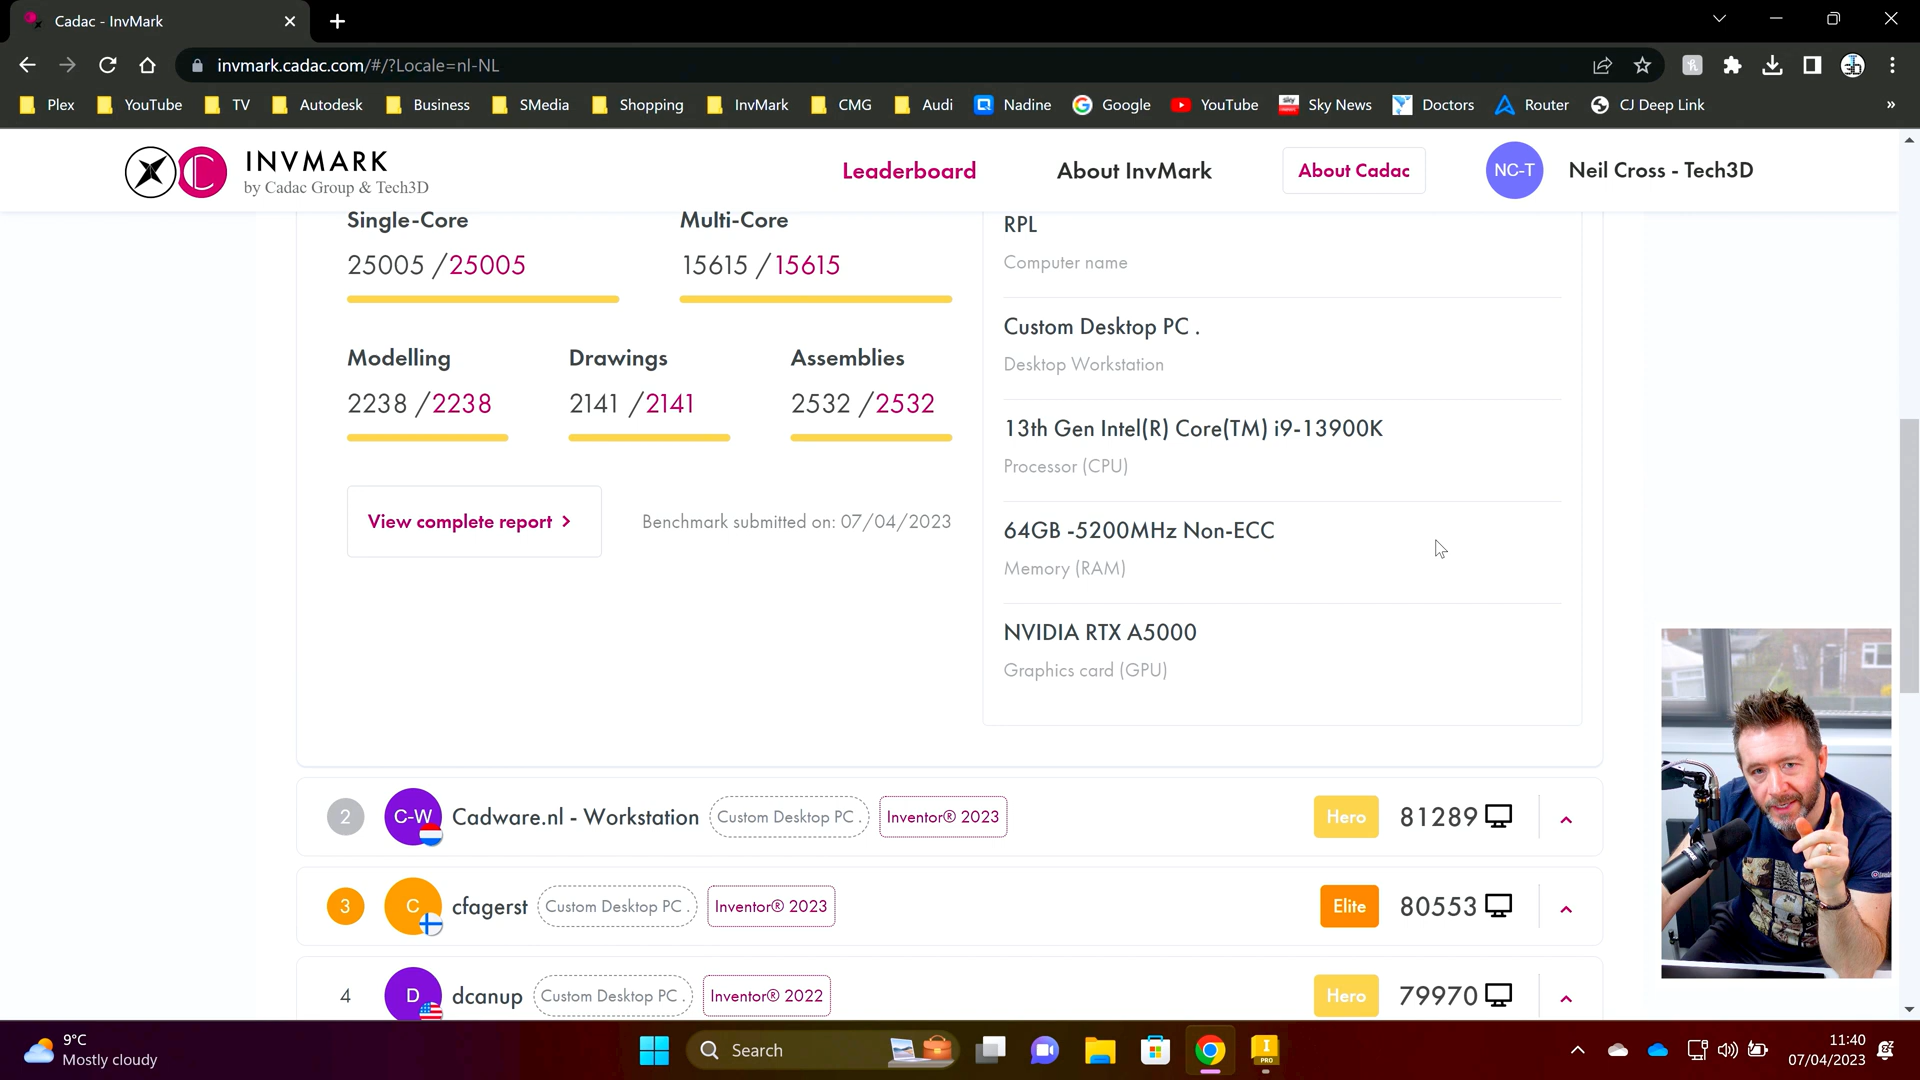 Cadac - InvMark
invmark.cadac.com/#/?Locale=nl-NL
Plex YouTube TV Autodesk Business SMedia Shopping InvMark CMG Audi Nadine Google YouTube Sky News Doctors Router CJ Deep Link »
INVMARK
by Cadac Group & Tech3D
Leaderboard About InvMark About Cadac NC-T Neil Cross - Tech3D
Single-Core Multi-Core
25005 /25005 15615 /15615
Modelling Drawings Assemblies
2238 /2238 2141 /2141 2532 /2532
View complete report > Benchmark submitted on: 07/04/2023
RPL
Computer name
Custom Desktop PC .
Desktop Workstation
13th Gen Intel(R) Core(TM) i9-13900K
Processor (CPU)
64GB -5200MHz Non-ECC
Memory (RAM)
NVIDIA RTX A5000
Graphics card (GPU)
2 C-W Cadware.nl - Workstation Custom Desktop PC . Inventor® 2023 Hero 81289
3 C cfagerst Custom Desktop PC . Inventor® 2023 Elite 80553
4 D dcanup Custom Desktop PC . Inventor® 2022 Hero 79970
9°C
Mostly cloudy
Search
I
PRO
11:40
07/04/2023